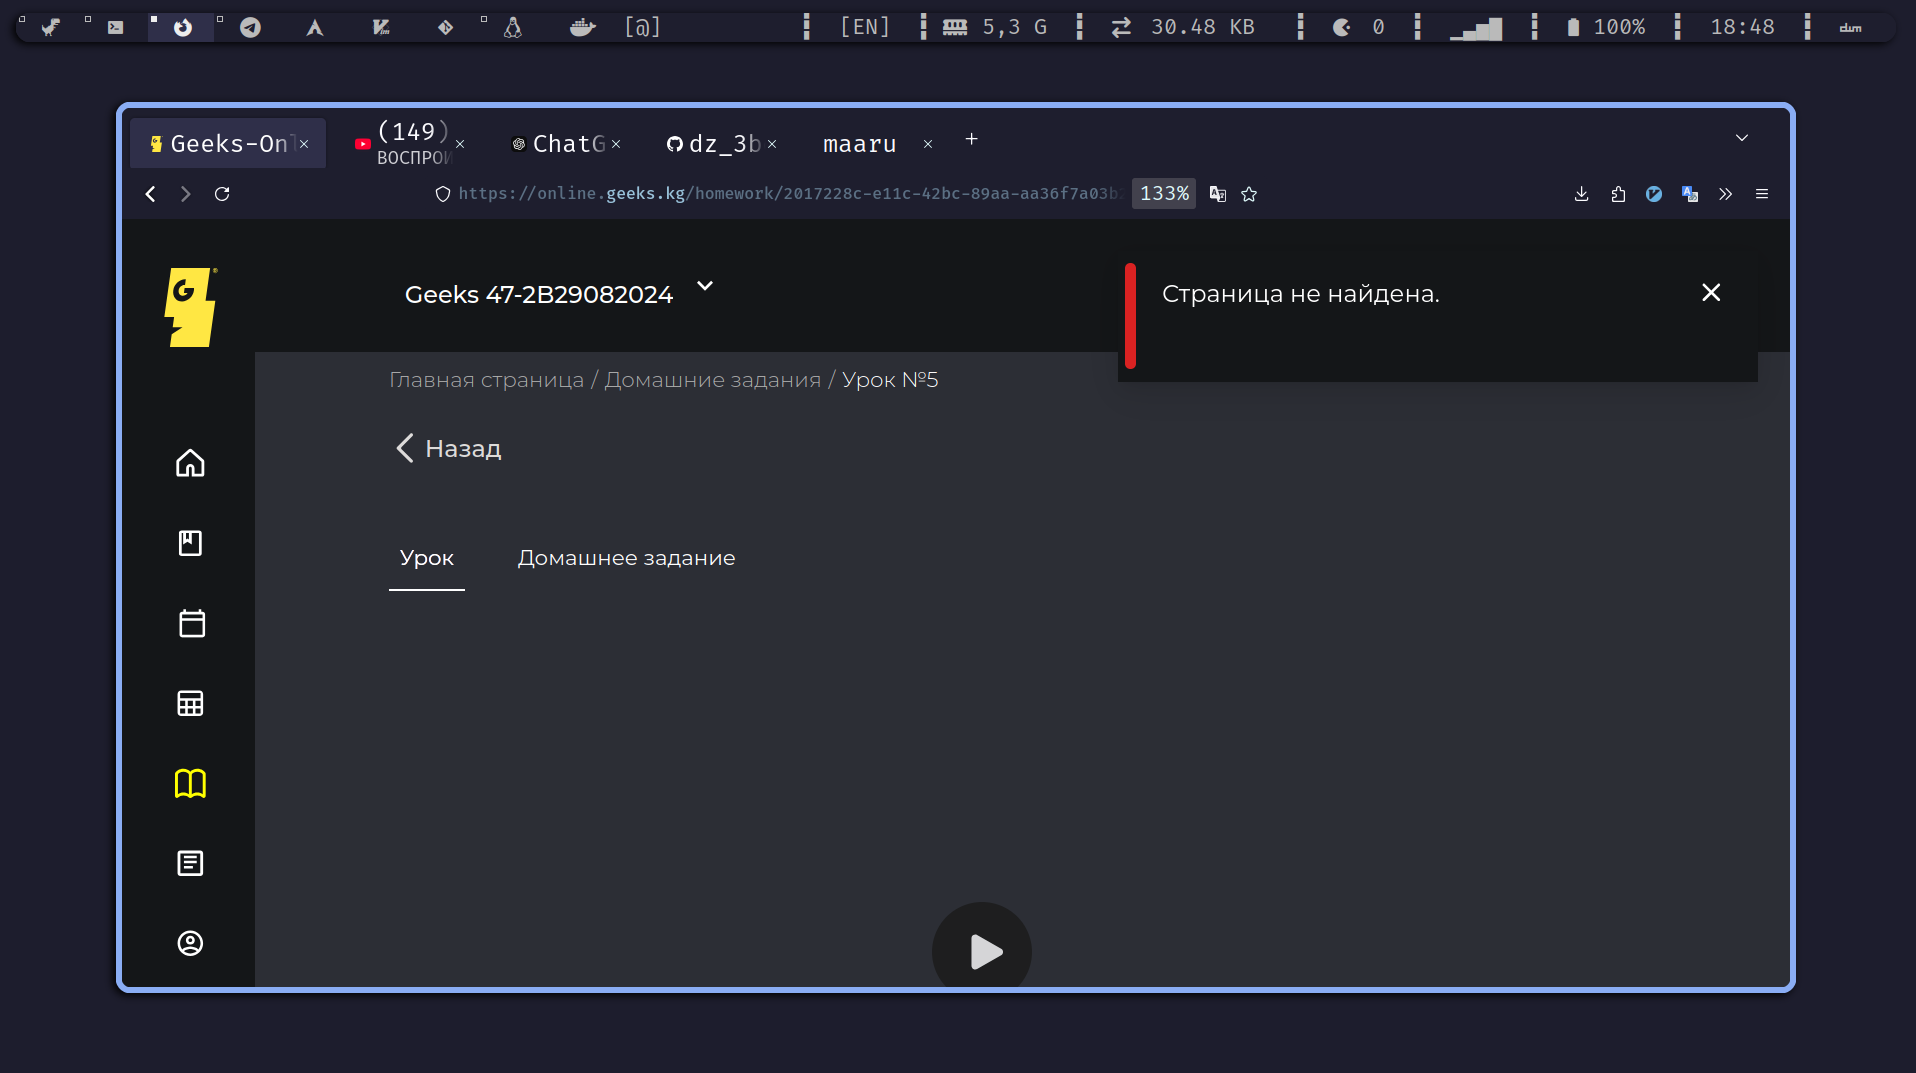 [@] [EN] 5,3 G 30.48 KB 0 100% 18:48 dwm
Geeks-Onl (149) ChatG dz_3b maaru
ВОСПРОИ
https://online.geeks.kg/homework/2017228c-e11c-42bc-89aa-aa36f7a03b 133%
Geeks 47-2B29082024
Страница не найдена.
Главная страница / Домашние задания / Урок №5
Назад
Урок Домашнее задание